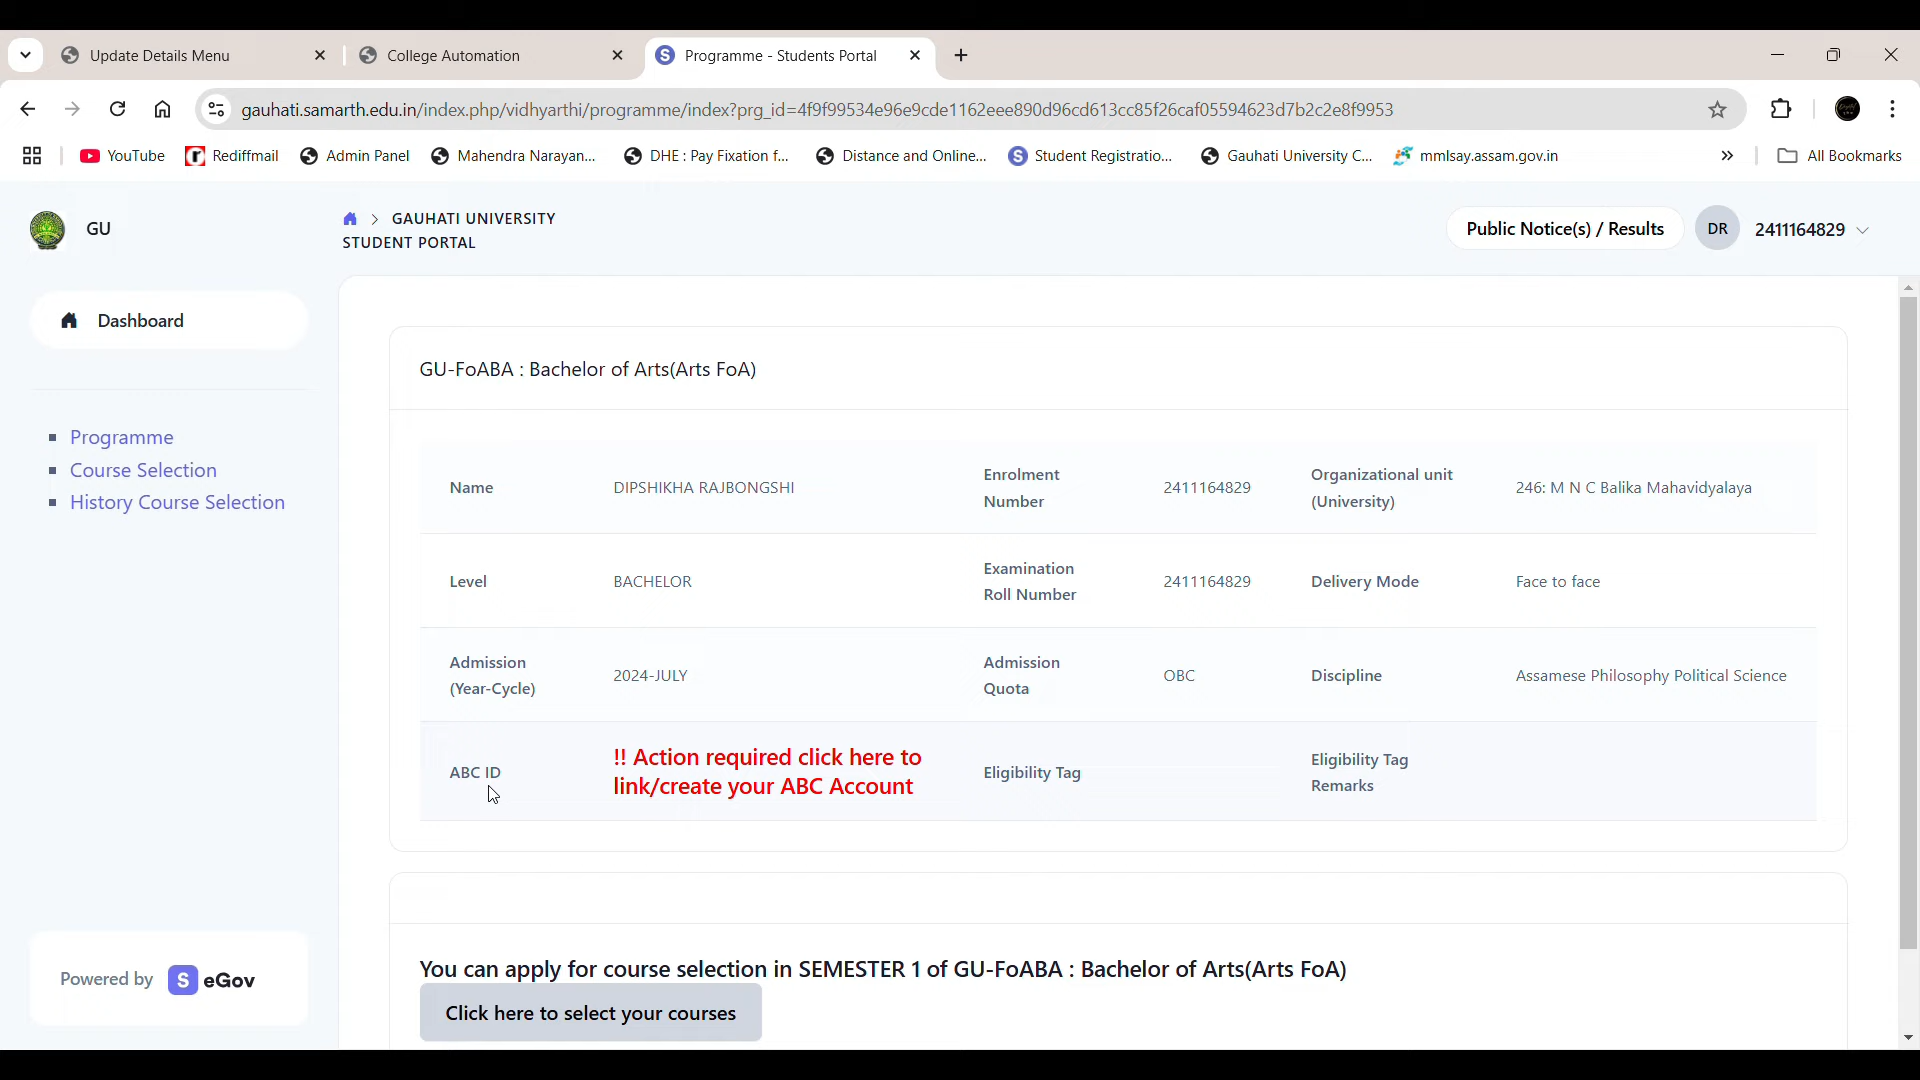 Update Details Menu
College Automation
Programme - Students Portal
gauhati.samarth.edu.in/index.php/vidhyarthi/programme/index?prg_id=4f9f99534e96e9cde1162eee890d96cd613cc85f26caf05594623d7b2c2e8f9953
YouTube
Rediffmail
Admin Panel
Mahendra Narayan...
DHE : Pay Fixation f...
Distance and Online...
Student Registratio...
Gauhati University C...
mmlsay.assam.gov.in
All Bookmarks
GU
GAUHATI UNIVERSITY
STUDENT PORTAL
Public Notice(s) / Results
DR
2411164829
Dashboard
Programme
Course Selection
History Course Selection
Powered by S eGov
GU-FoABA : Bachelor of Arts(Arts FoA)
Name
DIPSHIKHA RAJBONGSHI
Enrolment
Number
2411164829
Organizational unit
(University)
246: M N C Balika Mahavidyalaya
Level
BACHELOR
Examination
Roll Number
2411164829
Delivery Mode
Face to face
Admission
(Year-Cycle)
2024-JULY
Admission
Quota
OBC
Discipline
Assamese Philosophy Political Science
ABC ID
!! Action required click here to
link/create your ABC Account
Eligibility Tag
Eligibility Tag
Remarks
You can apply for course selection in SEMESTER 1 of GU-FoABA : Bachelor of Arts(Arts FoA)
Click here to select your courses